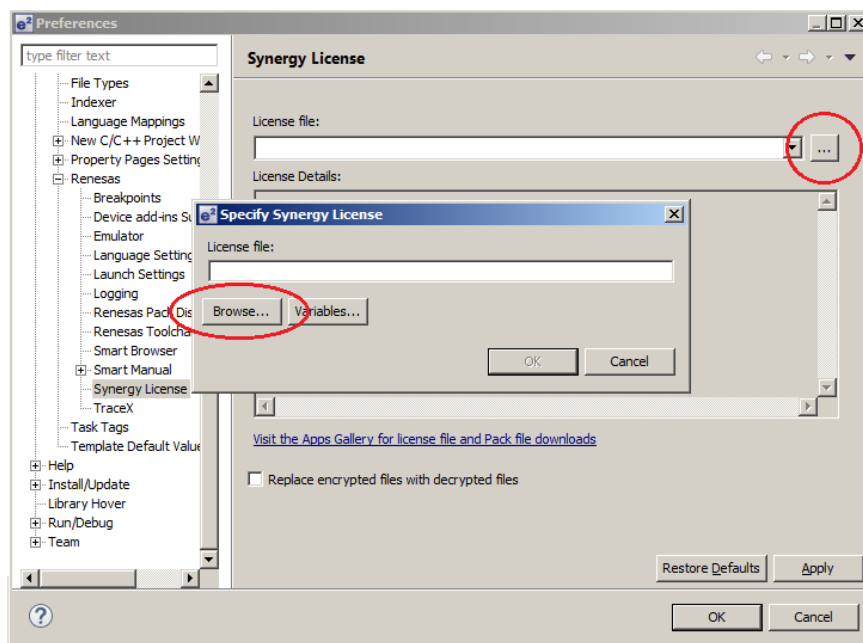 e² Preferences
type filter text
Synergy License
File Types
Indexer
Language Mappings
New C/C++ Project W
Property Pages Setting
Renesas
Breakpoints
Device add-ins Su
Emulator
Language Setting
Launch Settings
Logging
Renesas Pack Dis
Renesas Toolcha
Smart Browser
Smart Manual
Synergy License
TraceX
Task Tags
Template Default Value
Help
Install/Update
Library Hover
Run/Debug
Team
License file:
...
License Details:
e² Specify Synergy License
License file:
Browse... Variables...
OK Cancel
Visit the Apps Gallery for license file and Pack file downloads
Replace encrypted files with decrypted files
Restore Defaults Apply
? OK Cancel